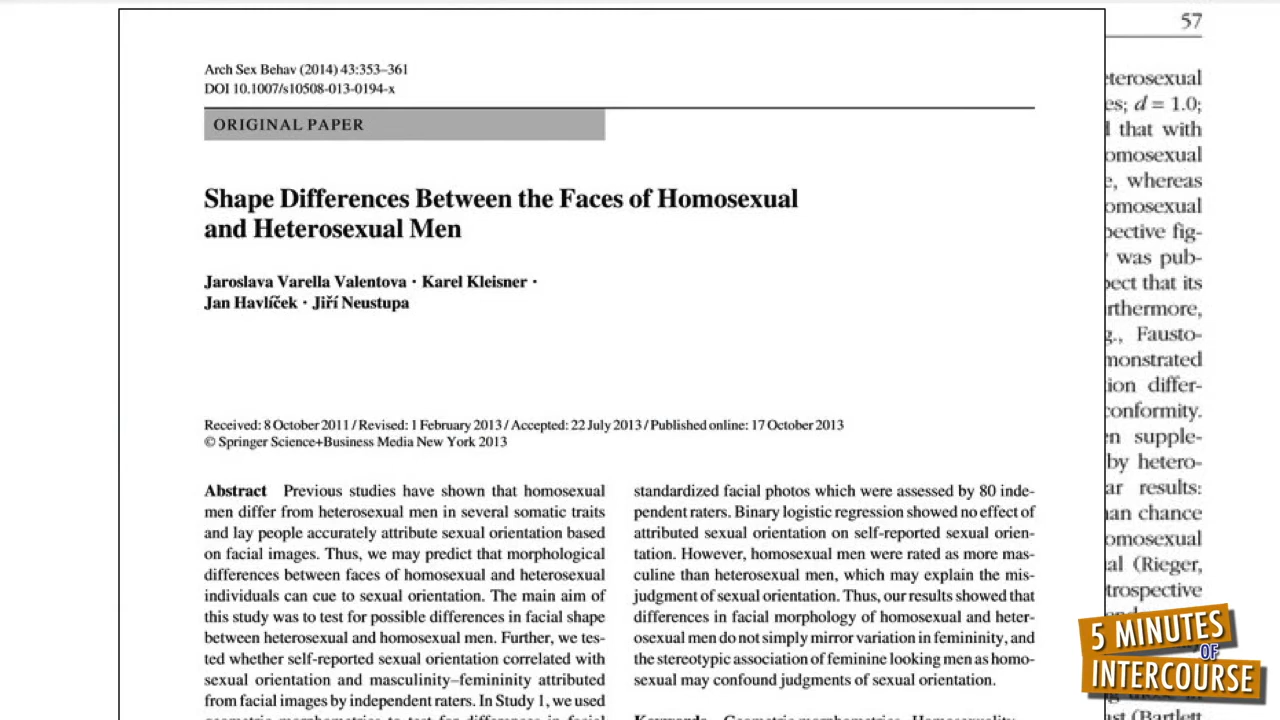 57
Arch Sex Behav (2014) 43:353–361
DOI 10.1007/s10508-013-0194-x
ORIGINAL PAPER
Shape Differences Between the Faces of Homosexual
and Heterosexual Men
Jaroslava Varella Valentova · Karel Kleisner ·
Jan Havlíček · Jiří Neustupa
Received: 8 October 2011 / Revised: 1 February 2013 / Accepted: 22 July 2013 / Published online: 17 October 2013
© Springer Science+Business Media New York 2013
Abstract Previous studies have shown that homosexual
men differ from heterosexual men in several somatic traits
and lay people accurately attribute sexual orientation based
on facial images. Thus, we may predict that morphological
differences between faces of homosexual and heterosexual
individuals can cue to sexual orientation. The main aim of
this study was to test for possible differences in facial shape
between heterosexual and homosexual men. Further, we tes-
ted whether self-reported sexual orientation correlated with
sexual orientation and masculinity–femininity attributed
from facial images by independent raters. In Study 1, we used
standardized facial photos which were assessed by 80 inde-
pendent raters. Binary logistic regression showed no effect of
attributed sexual orientation on self-reported sexual orien-
tation. However, homosexual men were rated as more mas-
culine than heterosexual men, which may explain the mis-
judgment of sexual orientation. Thus, our results showed that
differences in facial morphology of homosexual and heter-
osexual men do not simply mirror variation in femininity, and
the stereotypic association of feminine looking men as homo-
sexual may confound judgments of sexual orientation.
terosexual
es; d = 1.0;
that with
omosexual
e, whereas
omosexual
pective fig-
was pub-
pect that its
rthermore,
g., Fausto-
monstrated
ion differ-
conformity.
en supple-
by hetero-
ar results:
an chance
omosexual
ial (Rieger,
trospective
5 MINUTES
OF
INTERCOURSE
(Bartlett